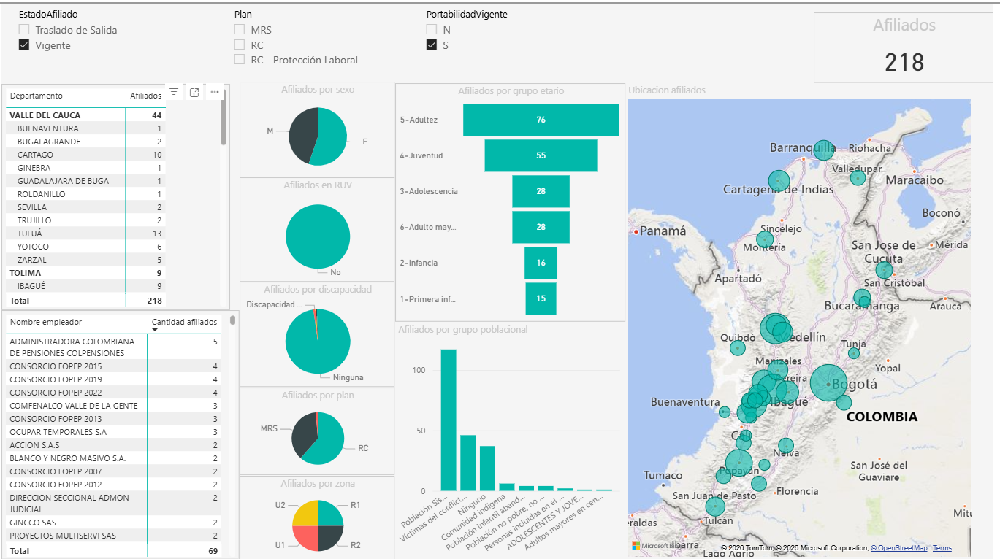 EstadoAfiliado
Traslado de Salida
Vigente
Plan
MRS
RC
RC - Protección Laboral
PortabilidadVigente
N
S
Afiliados
218
Departamento Afiliados
VALLE DEL CAUCA 44
BUENAVENTURA 1
BUGALAGRANDE 2
CARTAGO 10
GINEBRA 1
GUADALAJARA DE BUGA 1
ROLDANILLO 1
SEVILLA 2
TRUJILLO 2
TULUÁ 13
YOTOCO 6
ZARZAL 5
TOLIMA 9
IBAGUÉ 9
Total 218
Nombre empleador Cantidad afiliados
ADMINISTRADORA COLOMBIANA 5
DE PENSIONES COLPENSIONES
CONSORCIO FOPEP 2015 4
CONSORCIO FOPEP 2019 4
CONSORCIO FOPEP 2022 4
COMFENALCO VALLE DE LA GENTE 3
CONSORCIO FOPEP 2013 3
OCUPAR TEMPORALES S.A 3
ACCION S.A.S 2
BLANCO Y NEGRO MASIVO S.A. 2
CONSORCIO FOPEP 2007 2
CONSORCIO FOPEP 2012 2
DIRECCION SECCIONAL ADMON 2
JUDICIAL
GINCCO SAS 2
PROYECTOS MULTISERVI SAS 2
Total 69
Afiliados por sexo
M
F
Afiliados en RUV
No
Afiliados por discapacidad
Discapacidad ...
Ninguna
Afiliados por plan
MRS
RC
Afiliados por zona
U2
R1
U1
R2
Afiliados por grupo etario
5-Adultez 76
4-Juventud 55
3-Adolescencia 28
6-Adulto may... 28
2-Infancia 16
1-Primera inf... 15
Afiliados por grupo poblacional
100
50
0
Población Sis...
Víctimas del conflict...
Ninguno
Comunidad indígena
Población infantil aband...
Población no pobre, no ...
Personas incluidas en el ...
ADOLESCENTES Y JOVE...
Adultos mayores en cen...
Ubicacion afiliados
Barranquilla
Riohacha
Valledupar
Maracaibo
Cartagena de Indias
Boconó
Panamá
Sincelejo
Montería
San Jose de
Cucuta
Mérida
Apartadó
San Cristóbal
Bucaramanga
Arauca
Quibdó
Medellín
Tunja
Manizales
Yopal
Pereira
Bogotá
Buenaventura
Ibagué
COLOMBIA
Cali
Neiva
Popayán
San José del
Guaviare
Tumaco
Florencia
San Juan de Pasto
Tulcán
Mitú
raldas
Ibarra
Lago Agrio
Microsoft
© 2026 TomTom, © 2026 Microsoft Corporation, © OpenStreetMap Terms